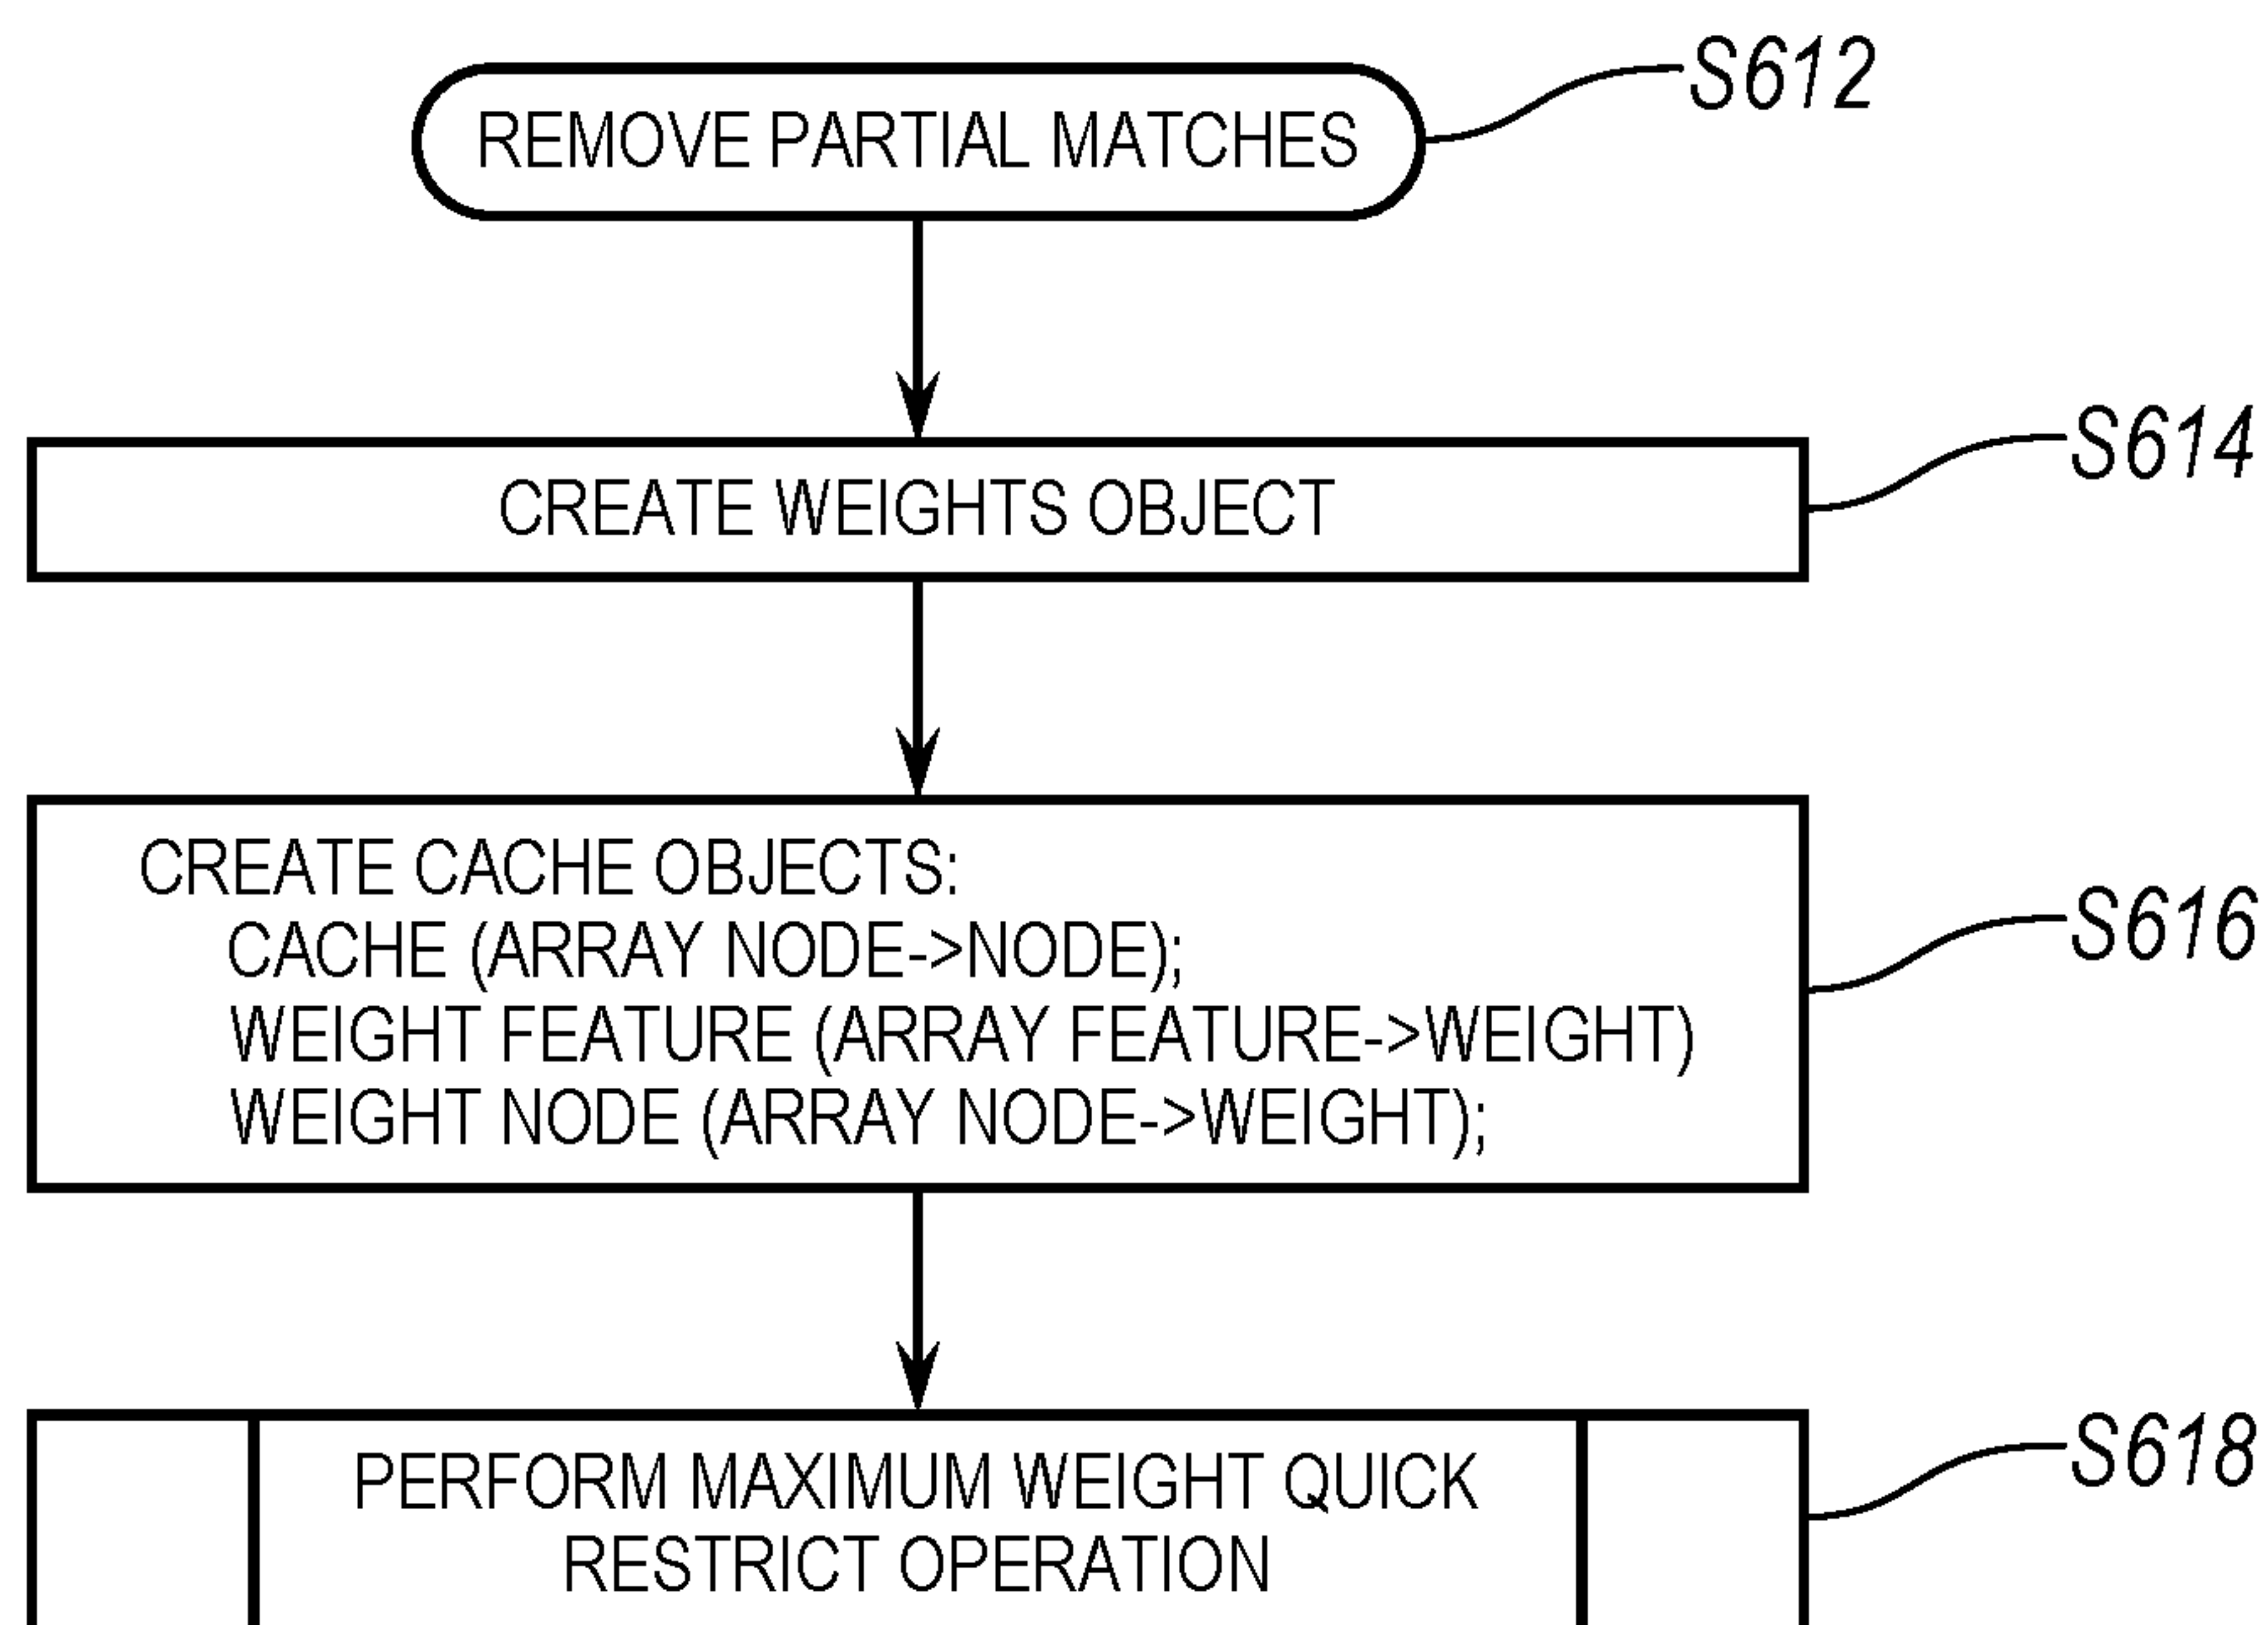 REMOVE PARTIAL MATCHES
S612
CREATE WEIGHTS OBJECT
S614
CREATE CACHE OBJECTS:
CACHE (ARRAY NODE->NODE);
WEIGHT FEATURE (ARRAY FEATURE->WEIGHT)
WEIGHT NODE (ARRAY NODE->WEIGHT);
S616
PERFORM MAXIMUM WEIGHT QUICK
RESTRICT OPERATION
S618